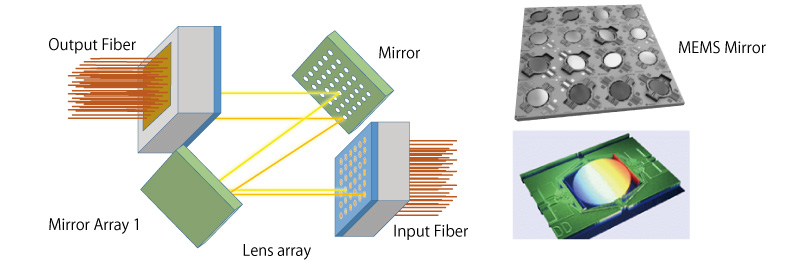 Output Fiber
Mirror
MEMS Mirror
Mirror Array 1
Lens array
Input Fiber